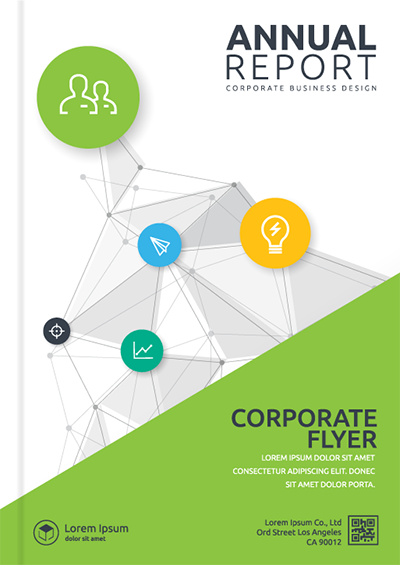 ANNUAL
REPORT
CORPORATE BUSINESS DESIGN
CORPORATE
FLYER
LOREM IPSUM DOLOR SIT AMET
CONSECTETUR ADIPISCING ELIT. DONEC
SIT AMET DOLOR PORTA.
Lorem Ipsum
dolor sit amet
Lorem Ipsum Co., Ltd
Ord Street Los Angeles
CA 90012